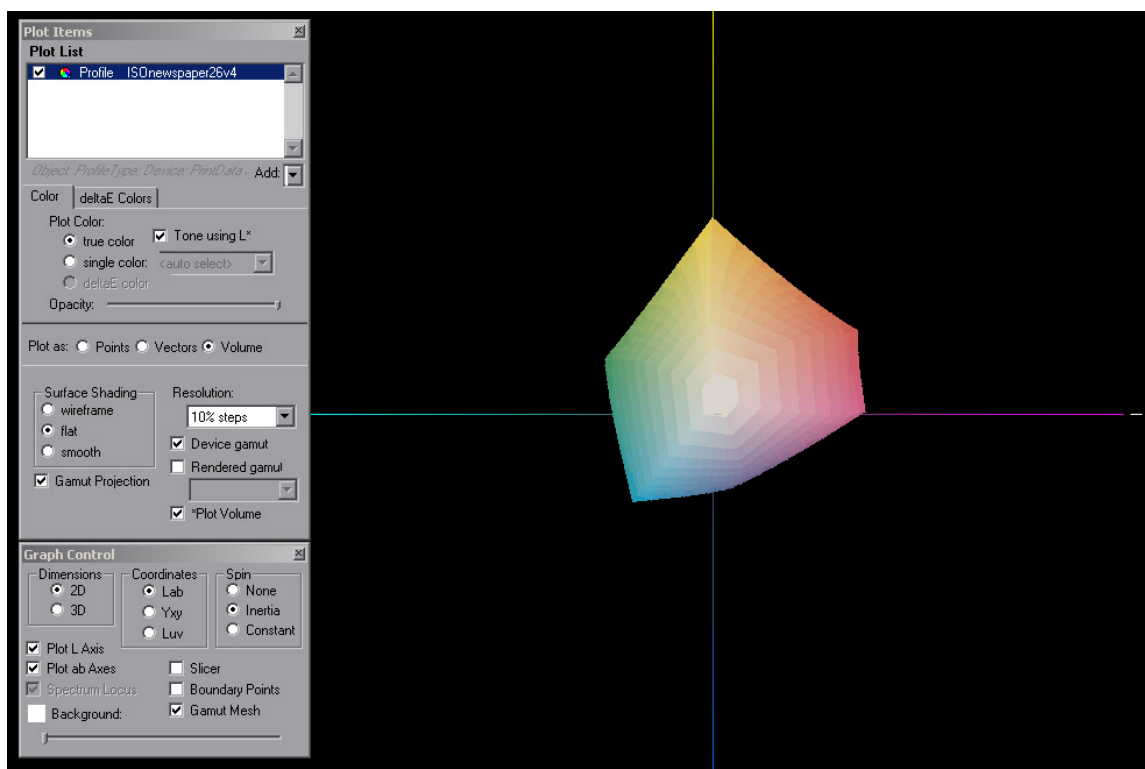 Plot Items
Plot List
Profile ISOnewspaper26v4
Object: ProfileType: Device: PrintData Add:
Color deltaE Colors
Plot Color:
true color Tone using L*
single color: <auto select>
deltaE color
Opacity:
Plot as: Points Vectors Volume
Surface Shading Resolution:
wireframe 10% steps
flat Device gamut
smooth Rendered gamut
Gamut Projection
*Plot Volume
Graph Control
Dimensions Coordinates Spin
2D Lab None
3D Yxy Inertia
Luv Constant
Plot L Axis
Plot ab Axes Slicer
Spectrum Locus Boundary Points
Background: Gamut Mesh